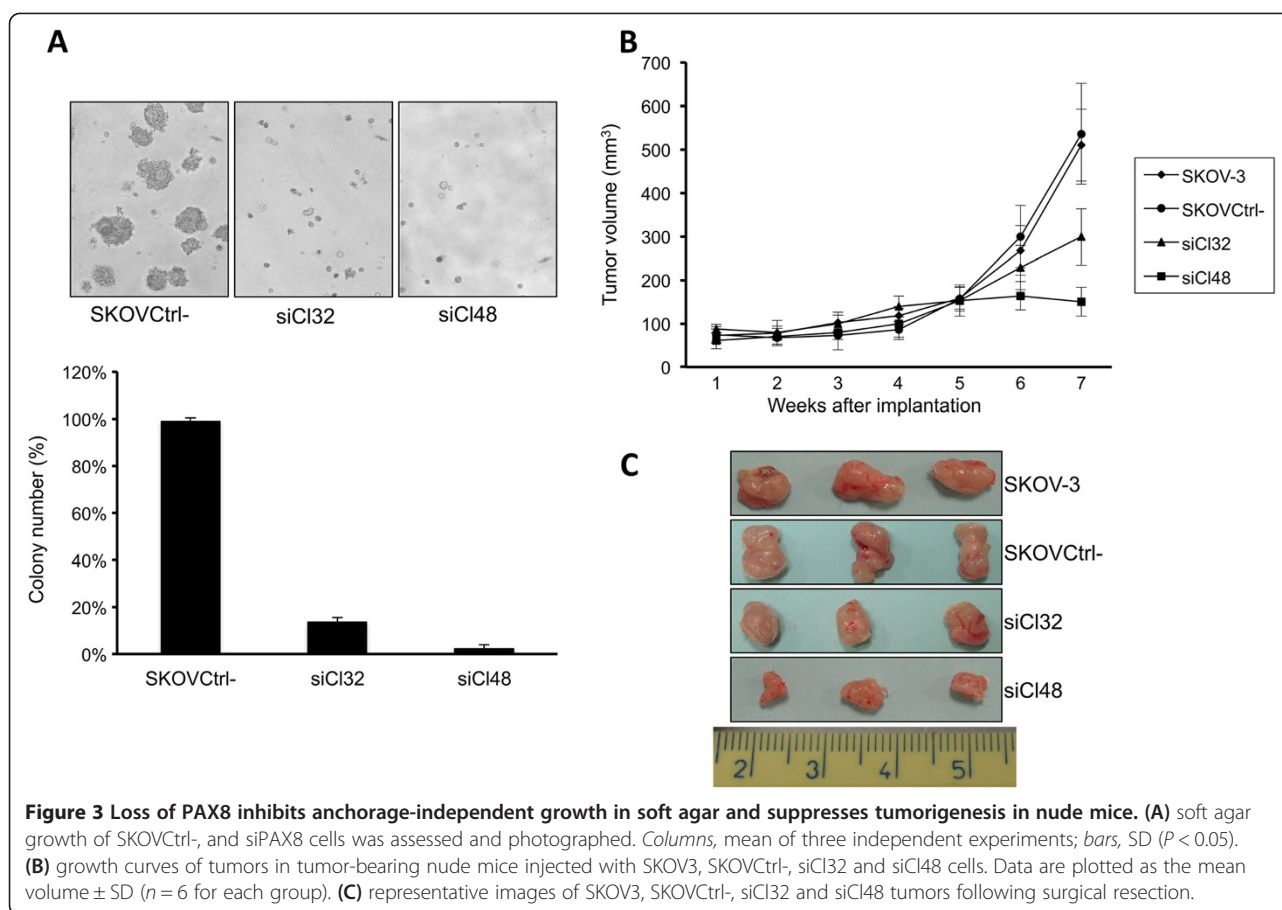 A
SKOVCtrl-
siCl32
siCl48
120%
100%
80%
60%
40%
20%
0%
Colony number (%)
SKOVCtrl-
siCl32
siCl48
B
700
600
500
400
300
200
100
0
Tumor volume (mm³)
1 2 3 4 5 6 7
Weeks after implantation
SKOV-3
SKOVCtrl-
siCl32
siCl48
C
SKOV-3
SKOVCtrl-
siCl32
siCl48
2 3 4 5
Figure 3 Loss of PAX8 inhibits anchorage-independent growth in soft agar and suppresses tumorigenesis in nude mice. (A) soft agar
growth of SKOVCtrl-, and siPAX8 cells was assessed and photographed. Columns, mean of three independent experiments; bars, SD (P < 0.05).
(B) growth curves of tumors in tumor-bearing nude mice injected with SKOV3, SKOVCtrl-, siCl32 and siCl48 cells. Data are plotted as the mean
volume ± SD (n = 6 for each group). (C) representative images of SKOV3, SKOVCtrl-, siCl32 and siCl48 tumors following surgical resection.